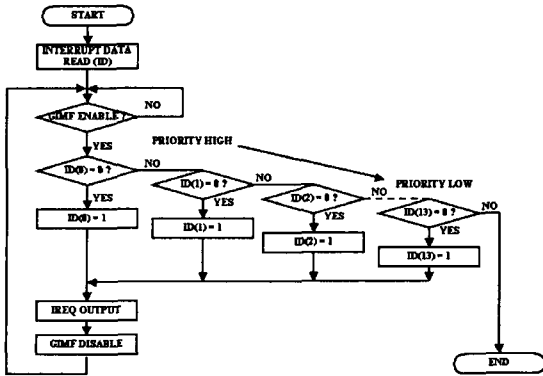 START
INTERRUPT DATA
READ (ID)
GIMF ENABLE ?
NO
YES
PRIORITY HIGH
PRIORITY LOW
ID(0) = 0 ?
NO
ID(1) = 0 ?
NO
ID(2) = 0 ?
NO
ID(13) = 0 ?
NO
YES
YES
YES
YES
ID(0) = 1
ID(1) = 1
ID(2) = 1
ID(13) = 1
IREQ OUTPUT
GIMF DISABLE
END